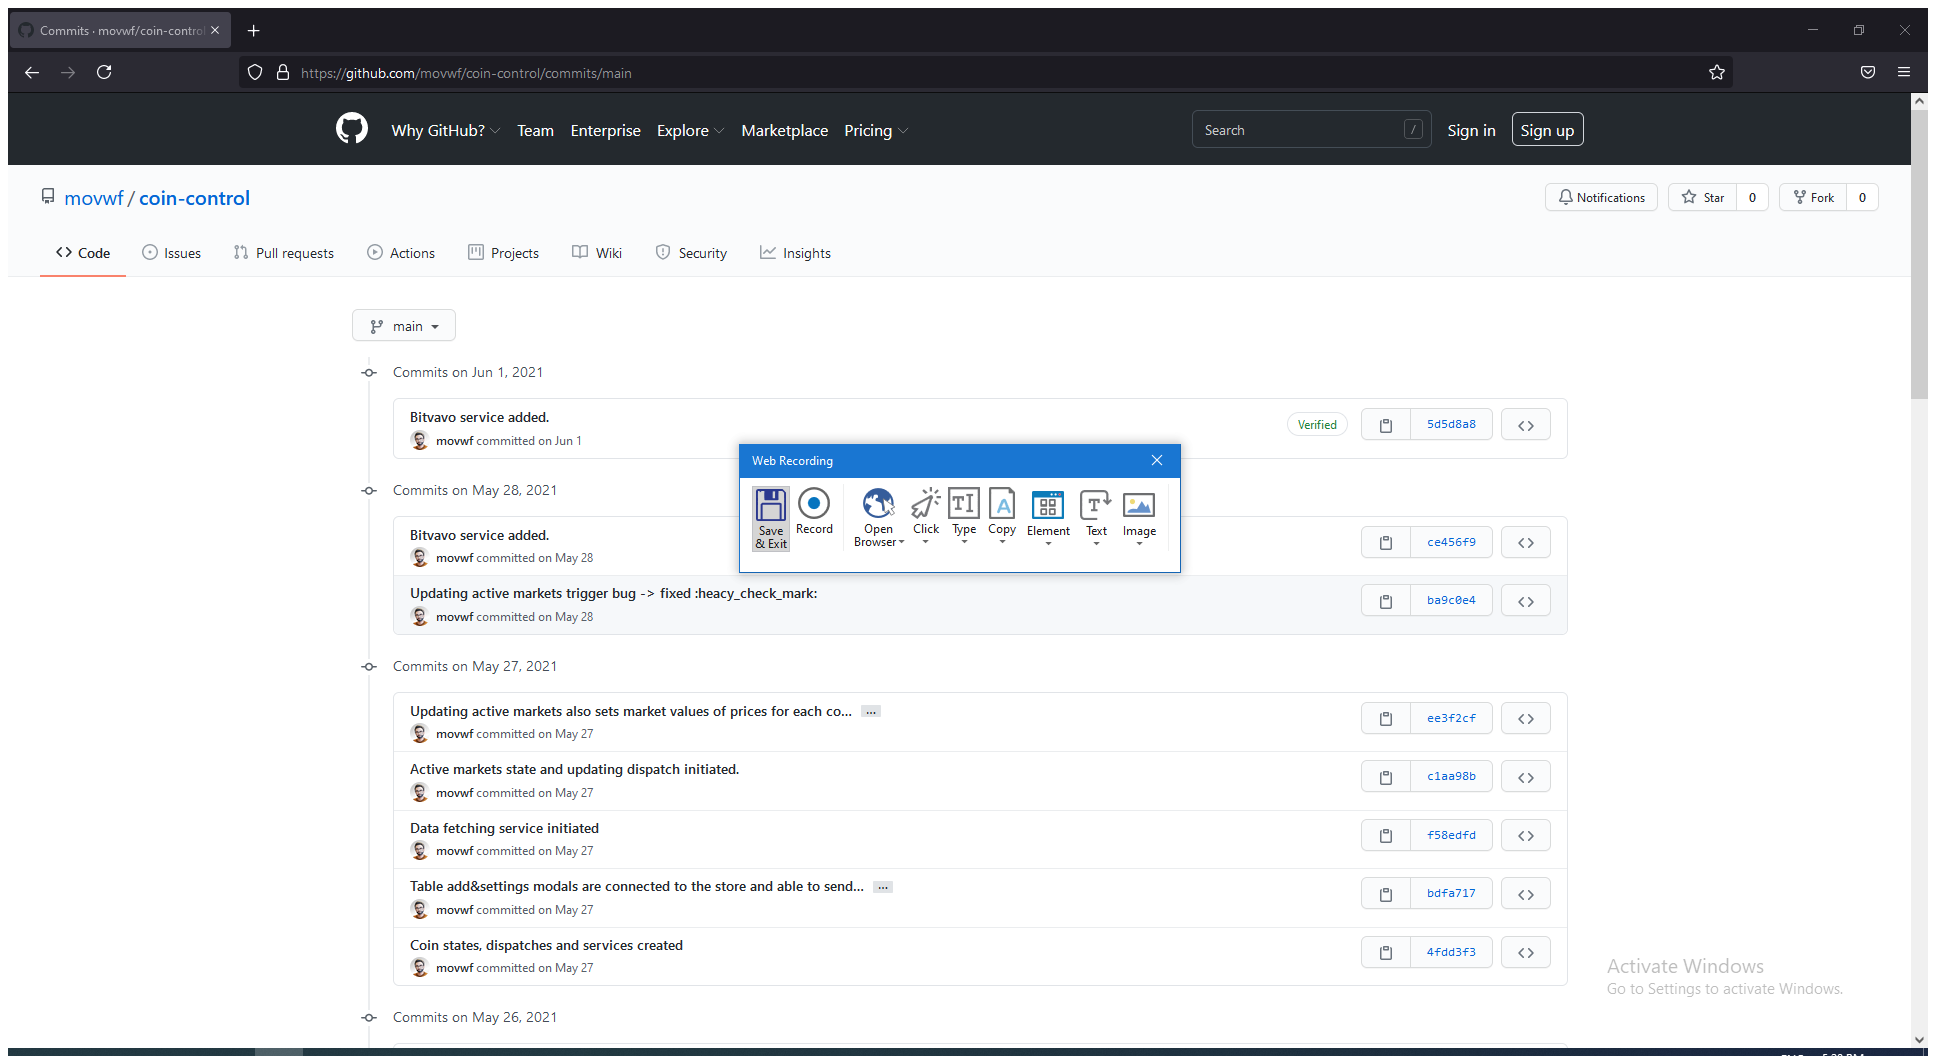 Commits · movwf/coin-control
https://github.com/movwf/coin-control/commits/main
Why GitHub? Team Enterprise Explore Marketplace Pricing Search / Sign in Sign up
movwf / coin-control Notifications Star 0 Fork 0
Code Issues Pull requests Actions Projects Wiki Security Insights
main
Commits on Jun 1, 2021
Bitvavo service added.
movwf committed on Jun 1
Verified 5d5d8a8
Commits on May 28, 2021
Bitvavo service added.
movwf committed on May 28
ce456f9
Updating active markets trigger bug -> fixed :heacy_check_mark:
movwf committed on May 28
ba9c0e4
Web Recording
Save
& Exit
Record
Open
Browser
Click
Type
Copy
Element
Text
Image
Commits on May 27, 2021
Updating active markets also sets market values of prices for each co... …
movwf committed on May 27
ee3f2cf
Active markets state and updating dispatch initiated.
movwf committed on May 27
c1aa98b
Data fetching service initiated
movwf committed on May 27
f58edfd
Table add&settings modals are connected to the store and able to send... …
movwf committed on May 27
bdfa717
Coin states, dispatches and services created
movwf committed on May 27
4fdd3f3
Commits on May 26, 2021
Activate Windows
Go to Settings to activate Windows.